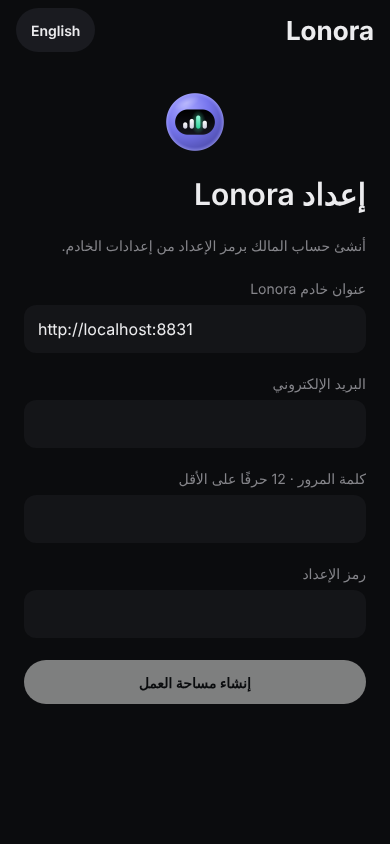 Lonora
English
إعداد Lonora
أنشئ حساب المالك برمز الإعداد من إعدادات الخادم.
عنوان خادم Lonora
http://localhost:8831
البريد الإلكتروني
كلمة المرور · 12 حرفًا على الأقل
رمز الإعداد
إنشاء مساحة العمل